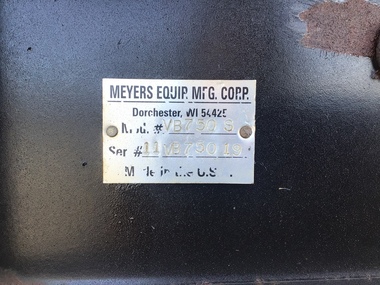 MEYERS EQUIP. MFG. CORP.
Dorchester, WI 54425
Mod. #
Ser #
Made in the U.S.